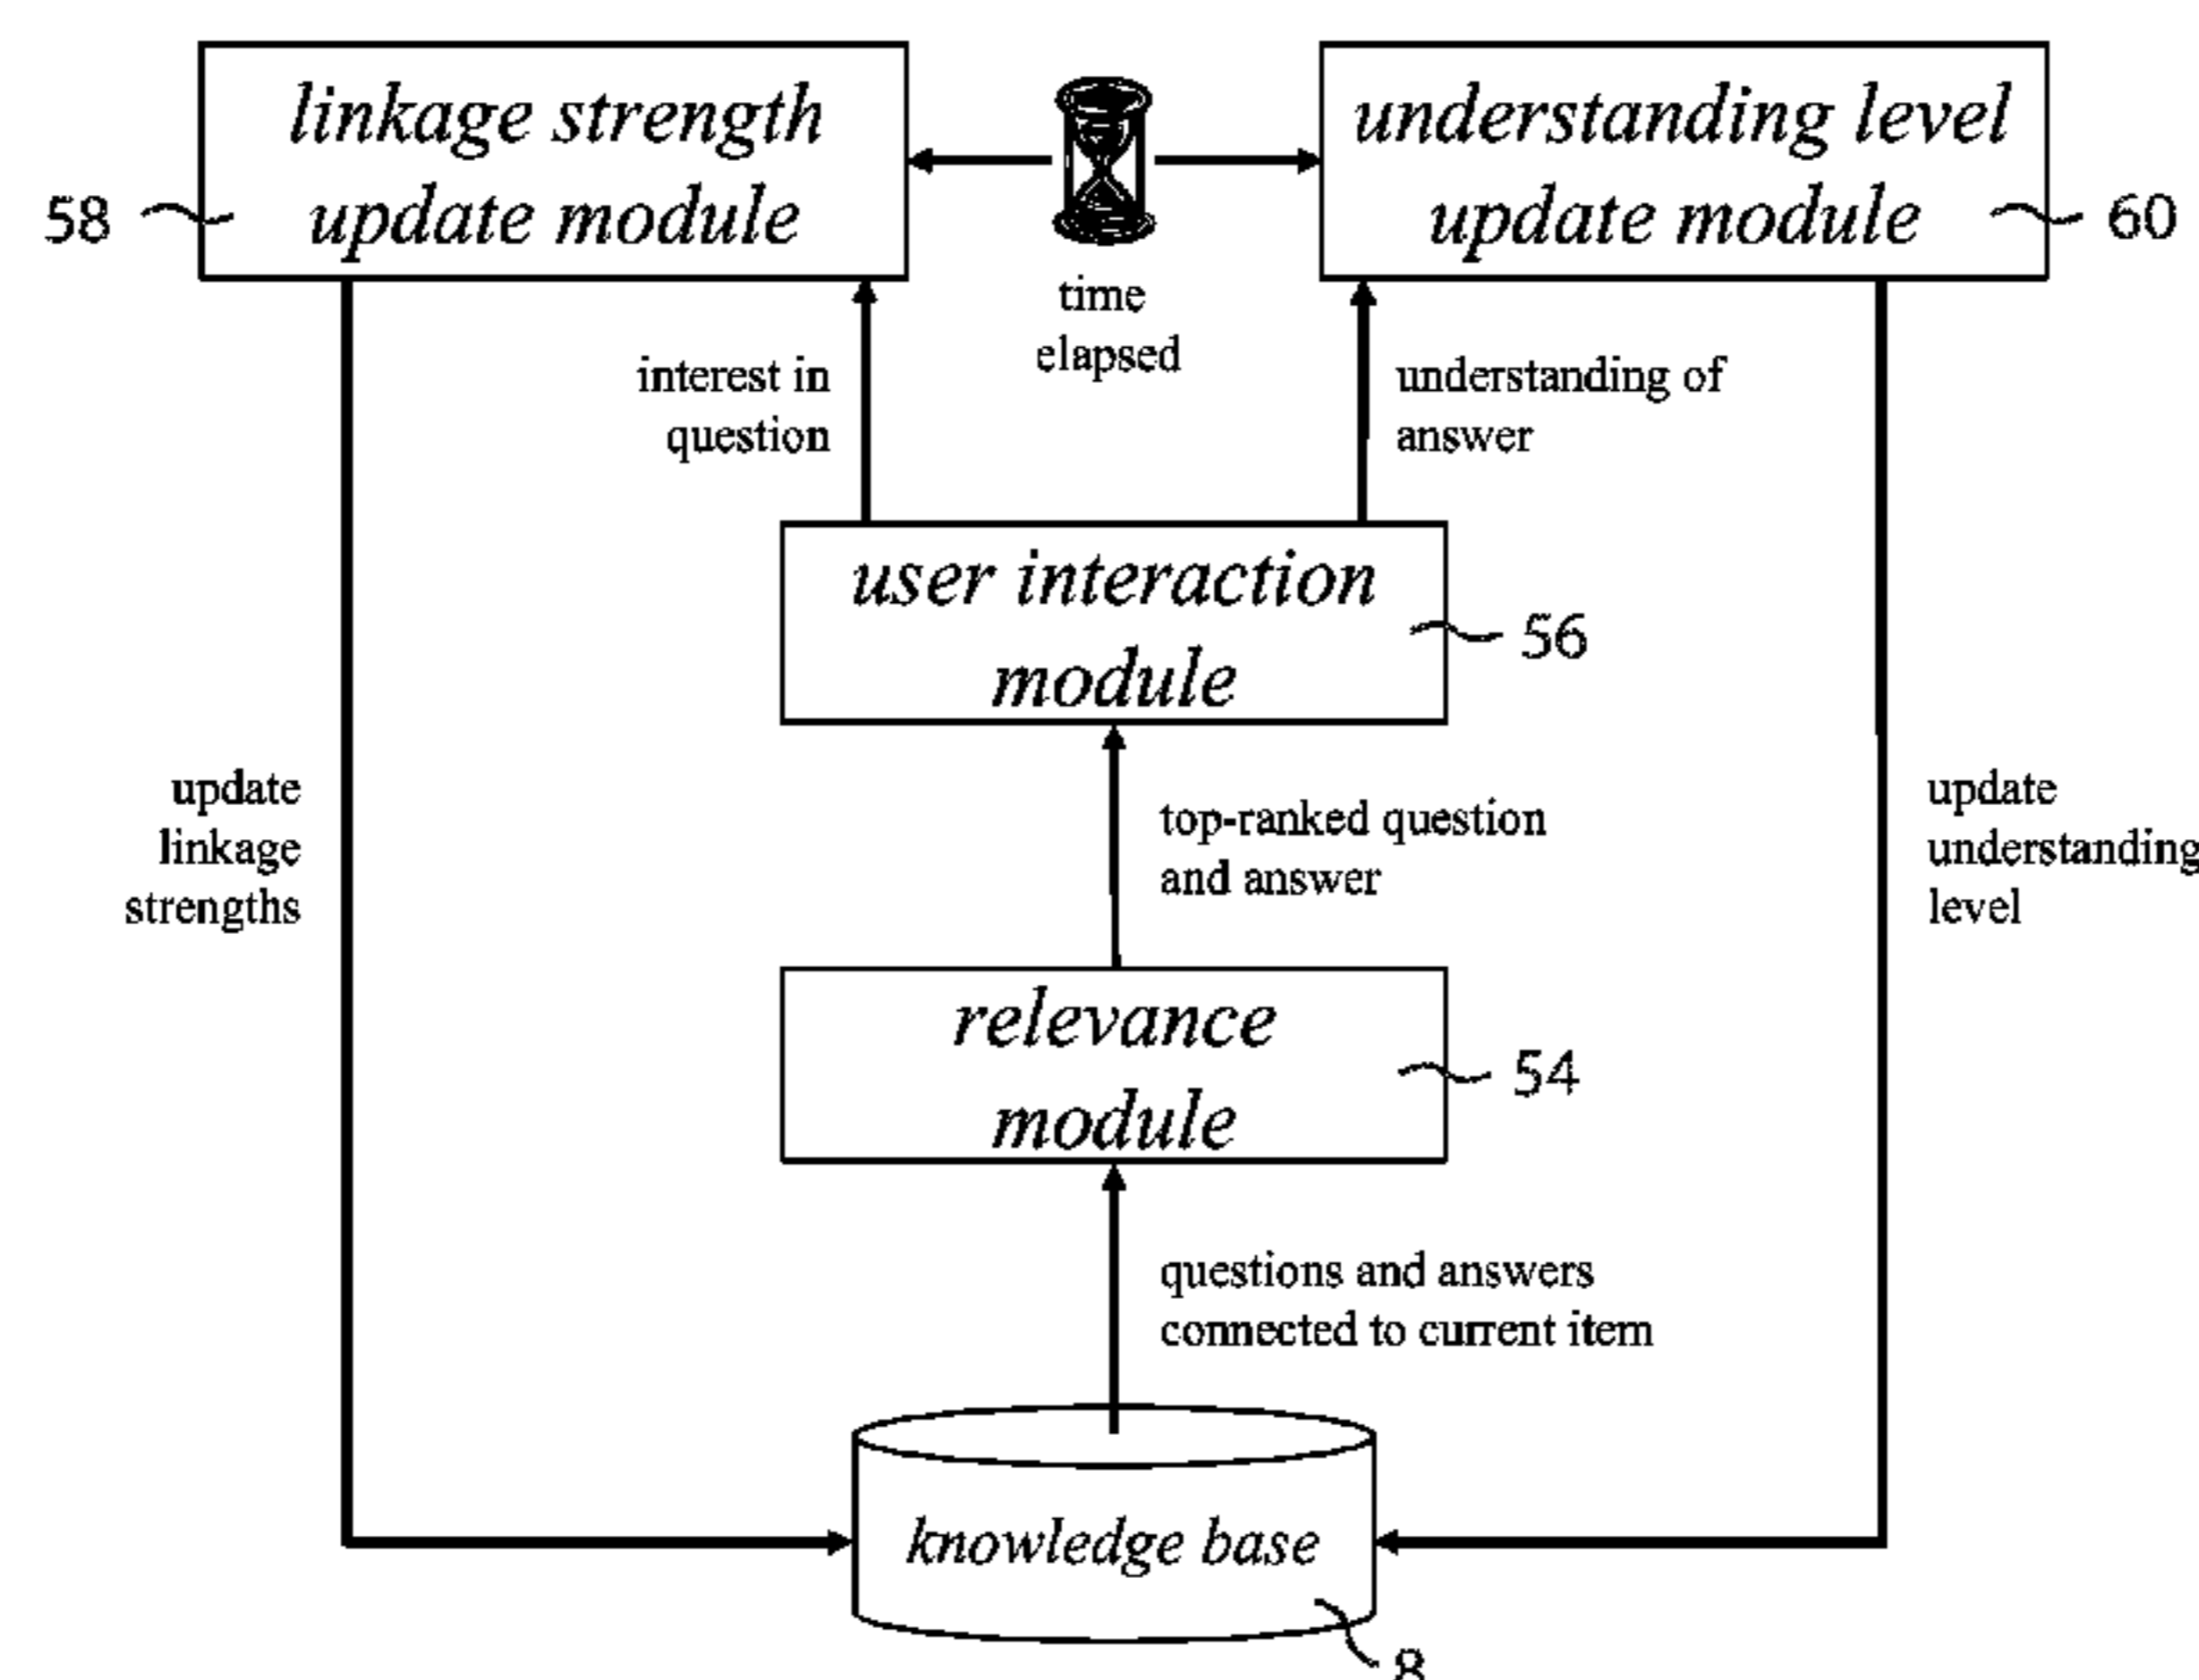 linkage strength
update module
58
time
elapsed
understanding level
update module
60
interest in
question
understanding of
answer
user interaction
module
56
update
linkage
strengths
top-ranked question
and answer
update
understanding
level
relevance
module
54
questions and answers
connected to current item
knowledge base
8